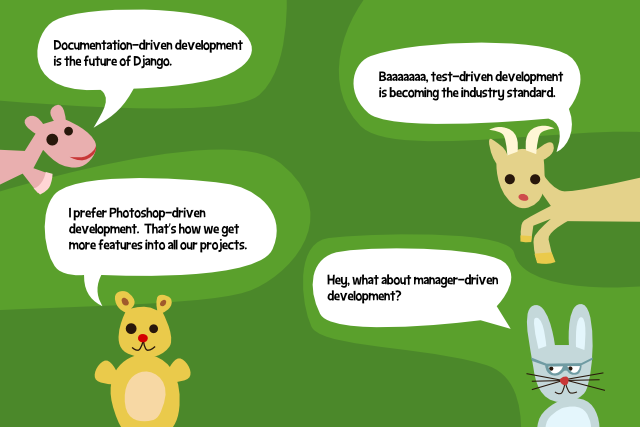 Documentation-driven development
is the future of Django.
Baaaaaaa, test-driven development
is becoming the industry standard.
I prefer Photoshop-driven
development. That's how we get
more features into all our projects.
Hey, what about manager-driven
development?